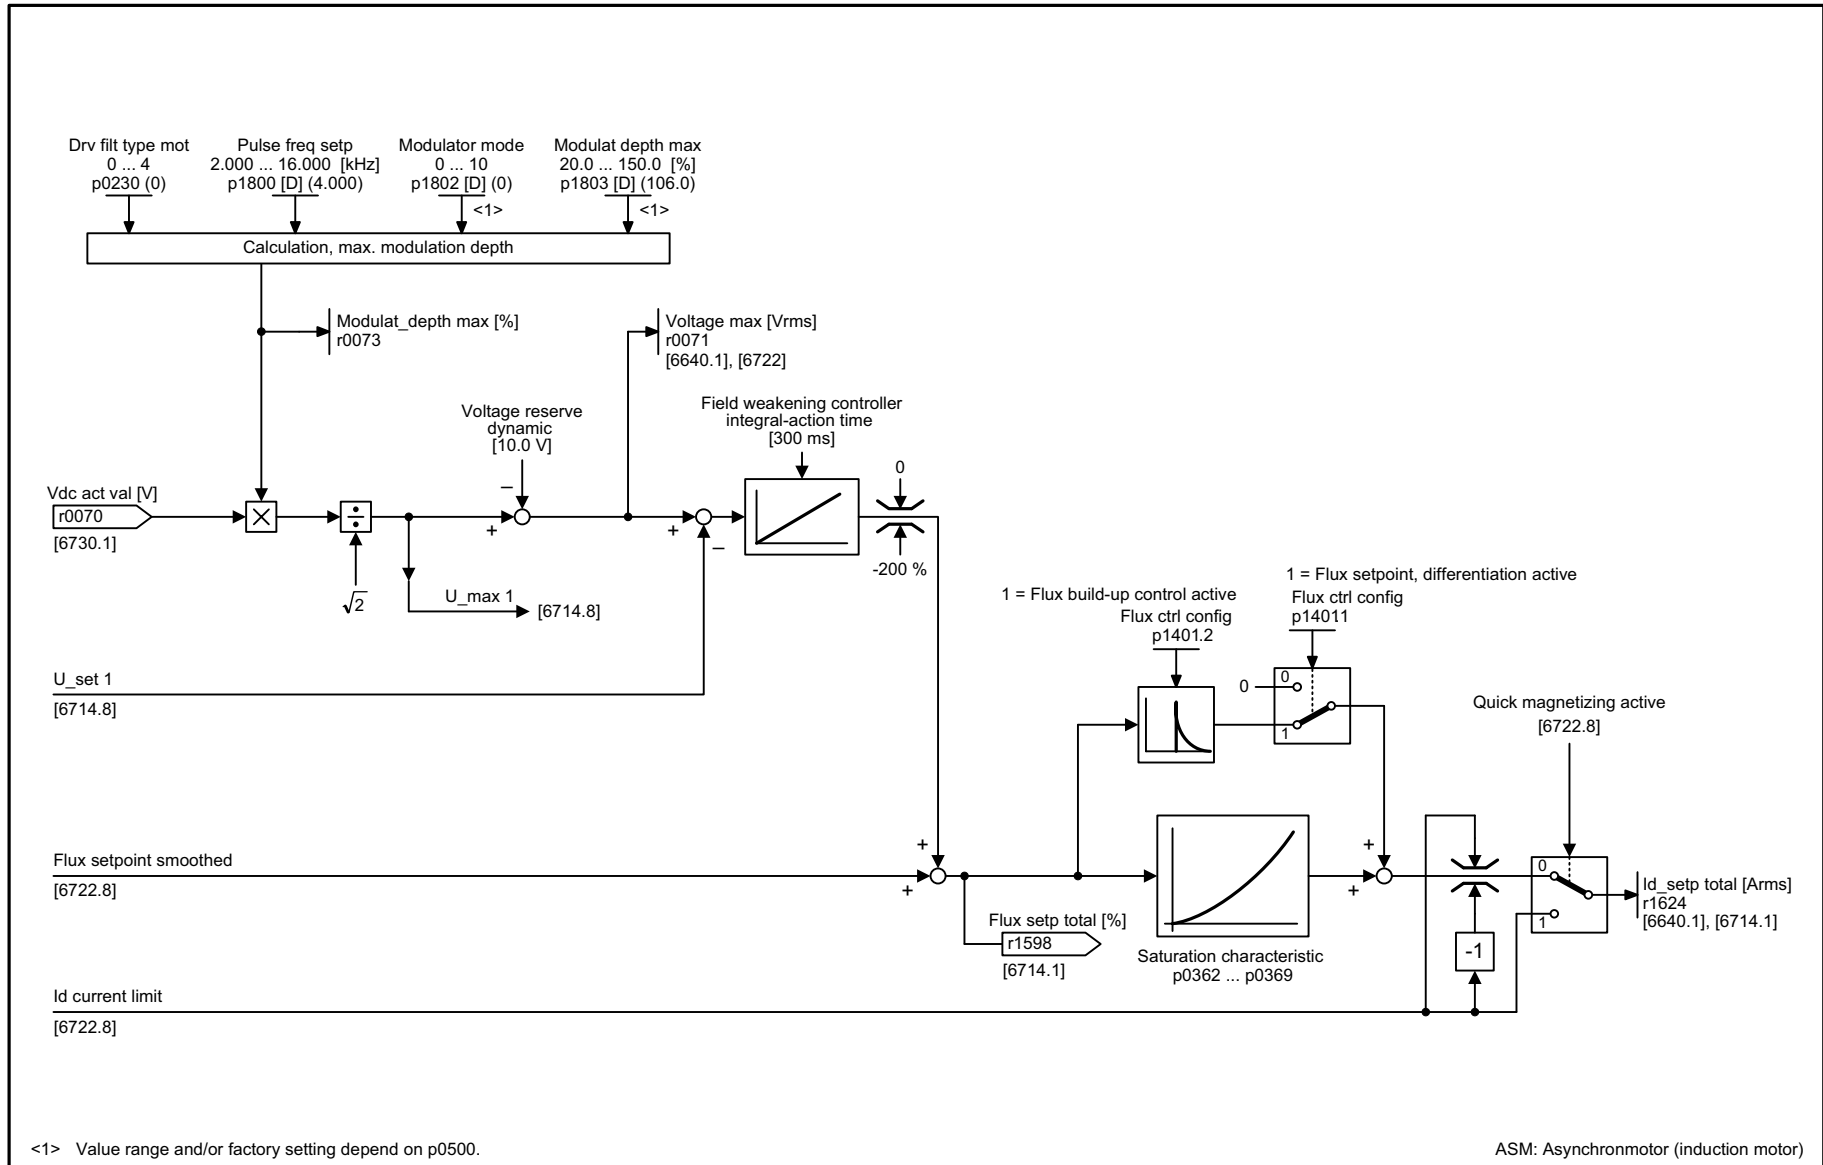 Drv filt type mot
0 ... 4
p0230 (0)
Pulse freq setp
2.000 ... 16.000 [kHz]
p1800 [D] (4.000)
Modulator mode
0 ... 10
p1802 [D] (0)
<1>
Modulat depth max
20.0 ... 150.0 [%]
p1803 [D] (106.0)
<1>
Calculation, max. modulation depth
Modulat_depth max [%]
r0073
Voltage max [Vrms]
r0071
[6640.1], [6722]
Voltage reserve
dynamic
[10.0 V]
Field weakening controller
integral-action time
[300 ms]
0
-200 %
Vdc act val [V]
r0070
[6730.1]
×
÷
√2
–
+
+
–
U_max 1
[6714.8]
U_set 1
[6714.8]
1 = Flux build-up control active
Flux ctrl config
p1401.2
1 = Flux setpoint, differentiation active
Flux ctrl config
p14011
0
0
1
Quick magnetizing active
[6722.8]
Flux setpoint smoothed
[6722.8]
+
+
Flux setp total [%]
r1598
[6714.1]
Saturation characteristic
p0362 ... p0369
+
+
-1
0
1
Id_setp total [Arms]
r1624
[6640.1], [6714.1]
Id current limit
[6722.8]
<1> Value range and/or factory setting depend on p0500.
ASM: Asynchronmotor (induction motor)